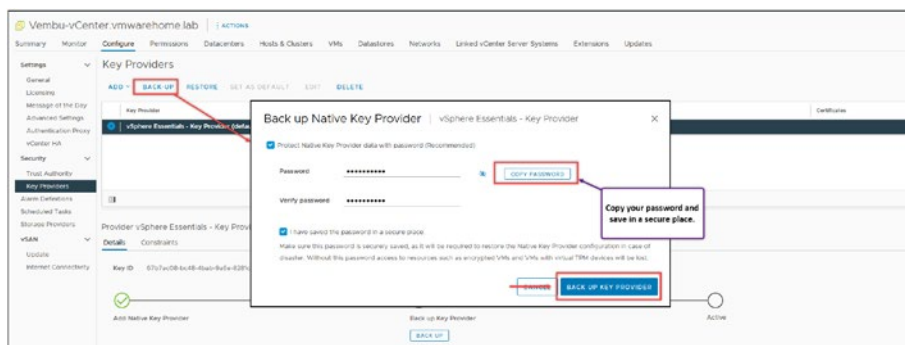 Vembu-vCenter.vmwarehome.lab ACTIONS
Summary Monitor Configure Permissions Datacenters Hosts & Clusters VMs Datastores Networks Linked vCenter Server Systems Extensions Updates
Settings
General
Licensing
Message of the Day
Advanced Settings
Authentication Proxy
vCenter HA
Security
Trust Authority
Key Providers
Alarm Definitions
Scheduled Tasks
Storage Providers
vSAN
Update
Internet Connectivity
Key Providers
ADD BACK-UP RESTORE SET AS DEFAULT EDIT DELETE
Key Provider Certificates
vSphere Essentials - Key Provider
Back up Native Key Provider | vSphere Essentials - Key Provider
Protect Native Key Provider data with password (Recommended)
Password •••••••••• COPY PASSWORD
Verify password ••••••••••
Copy your password and
save in a secure place.
I have saved the password in a secure place.
Make sure this password is securely saved, as it will be required to restore the Native Key Provider configuration in case of
disaster. Without this password access to resources such as encrypted VMs and VMs with virtual TPM devices will be lost.
CANCEL BACK UP KEY PROVIDER
Provider vSphere Essentials - Key Provi
Details Constraints
Key ID
Add Native Key Provider Back up Key Provider Active
BACK UP